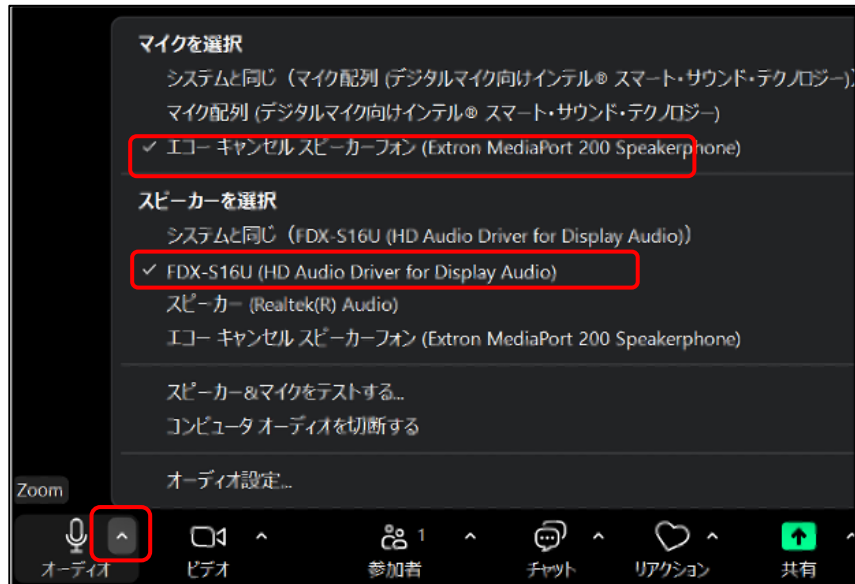 マイクを選択
システムと同じ（マイク配列 (デジタルマイク向けインテル® スマート・サウンド・テクノロジー)）
マイク配列 (デジタルマイク向けインテル® スマート・サウンド・テクノロジー)
✓ エコー キャンセル スピーカーフォン (Extron MediaPort 200 Speakerphone)
スピーカーを選択
システムと同じ（FDX-S16U (HD Audio Driver for Display Audio)）
✓ FDX-S16U (HD Audio Driver for Display Audio)
スピーカー (Realtek(R) Audio)
エコー キャンセル スピーカーフォン (Extron MediaPort 200 Speakerphone)
スピーカー&マイクをテストする...
コンピュータ オーディオを切断する
オーディオ設定...
Zoom
1
オーディオ ビデオ 参加者 チャット リアクション 共有